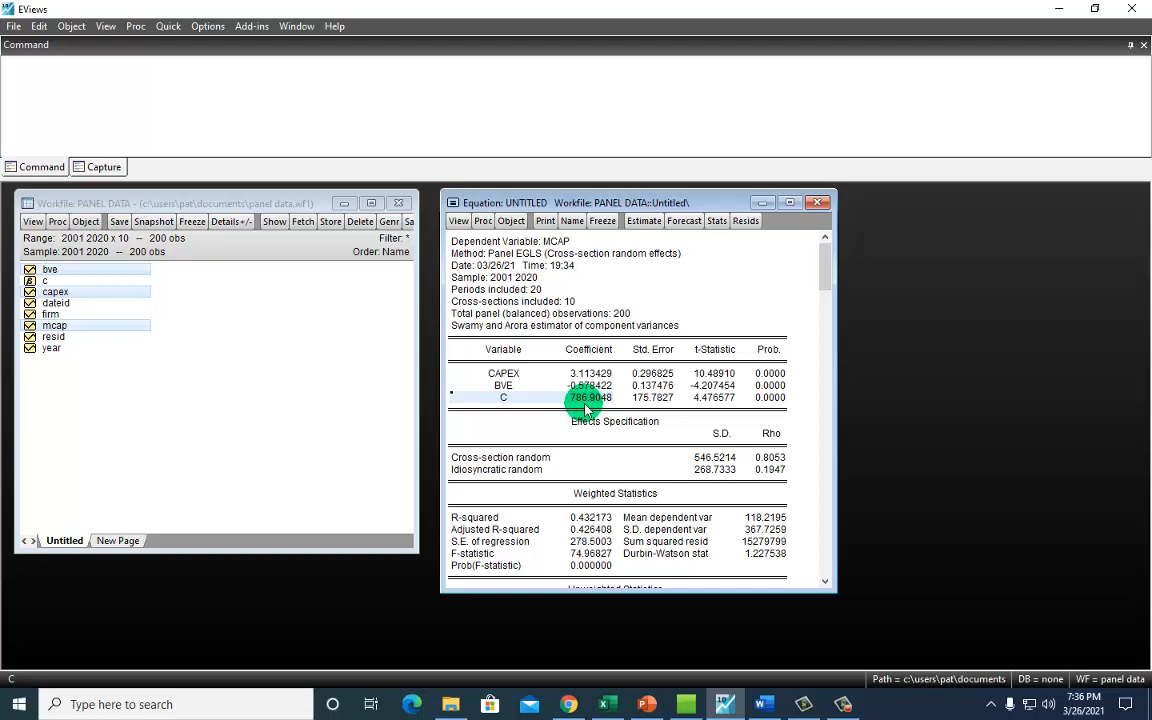 EViews
File Edit Object View Proc Quick Options Add-ins Window Help
Command
Command Capture
Workfile: PANEL DATA - (c:\users\pat\documents\panel data.wf1)
View Proc Object Save Snapshot Freeze Details+/- Show Fetch Store Delete Genr Sa
Range: 2001 2020 x 10 -- 200 obs Filter: *
Sample: 2001 2020 -- 200 obs Order: Name
bve
c
capex
dateid
firm
mcap
resid
year
Untitled New Page
Equation: UNTITLED Workfile: PANEL DATA::Untitled\
View Proc Object Print Name Freeze Estimate Forecast Stats Resids
Dependent Variable: MCAP
Method: Panel EGLS (Cross-section random effects)
Date: 03/26/21 Time: 19:34
Sample: 2001 2020
Periods included: 20
Cross-sections included: 10
Total panel (balanced) observations: 200
Swamy and Arora estimator of component variances
Variable Coefficient Std. Error t-Statistic Prob.
CAPEX 3.113429 0.296825 10.48910 0.0000
BVE -0.578422 0.137476 -4.207454 0.0000
C 786.9048 175.7827 4.476577 0.0000
Effects Specification
S.D. Rho
Cross-section random 546.5214 0.8053
Idiosyncratic random 268.7333 0.1947
Weighted Statistics
R-squared 0.432173 Mean dependent var 118.2195
Adjusted R-squared 0.426408 S.D. dependent var 367.7259
S.E. of regression 278.5003 Sum squared resid 15279799
F-statistic 74.96827 Durbin-Watson stat 1.227538
Prob(F-statistic) 0.000000
Unweighted Statistics
C Path = c:\users\pat\documents DB = none WF = panel data
Type here to search
7:36 PM
3/26/2021